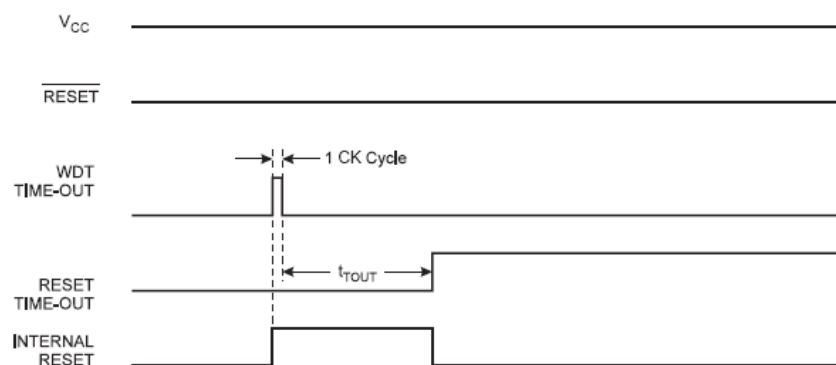 VCC
RESET
1 CK Cycle
WDT
TIME-OUT
tTOUT
RESET
TIME-OUT
INTERNAL
RESET